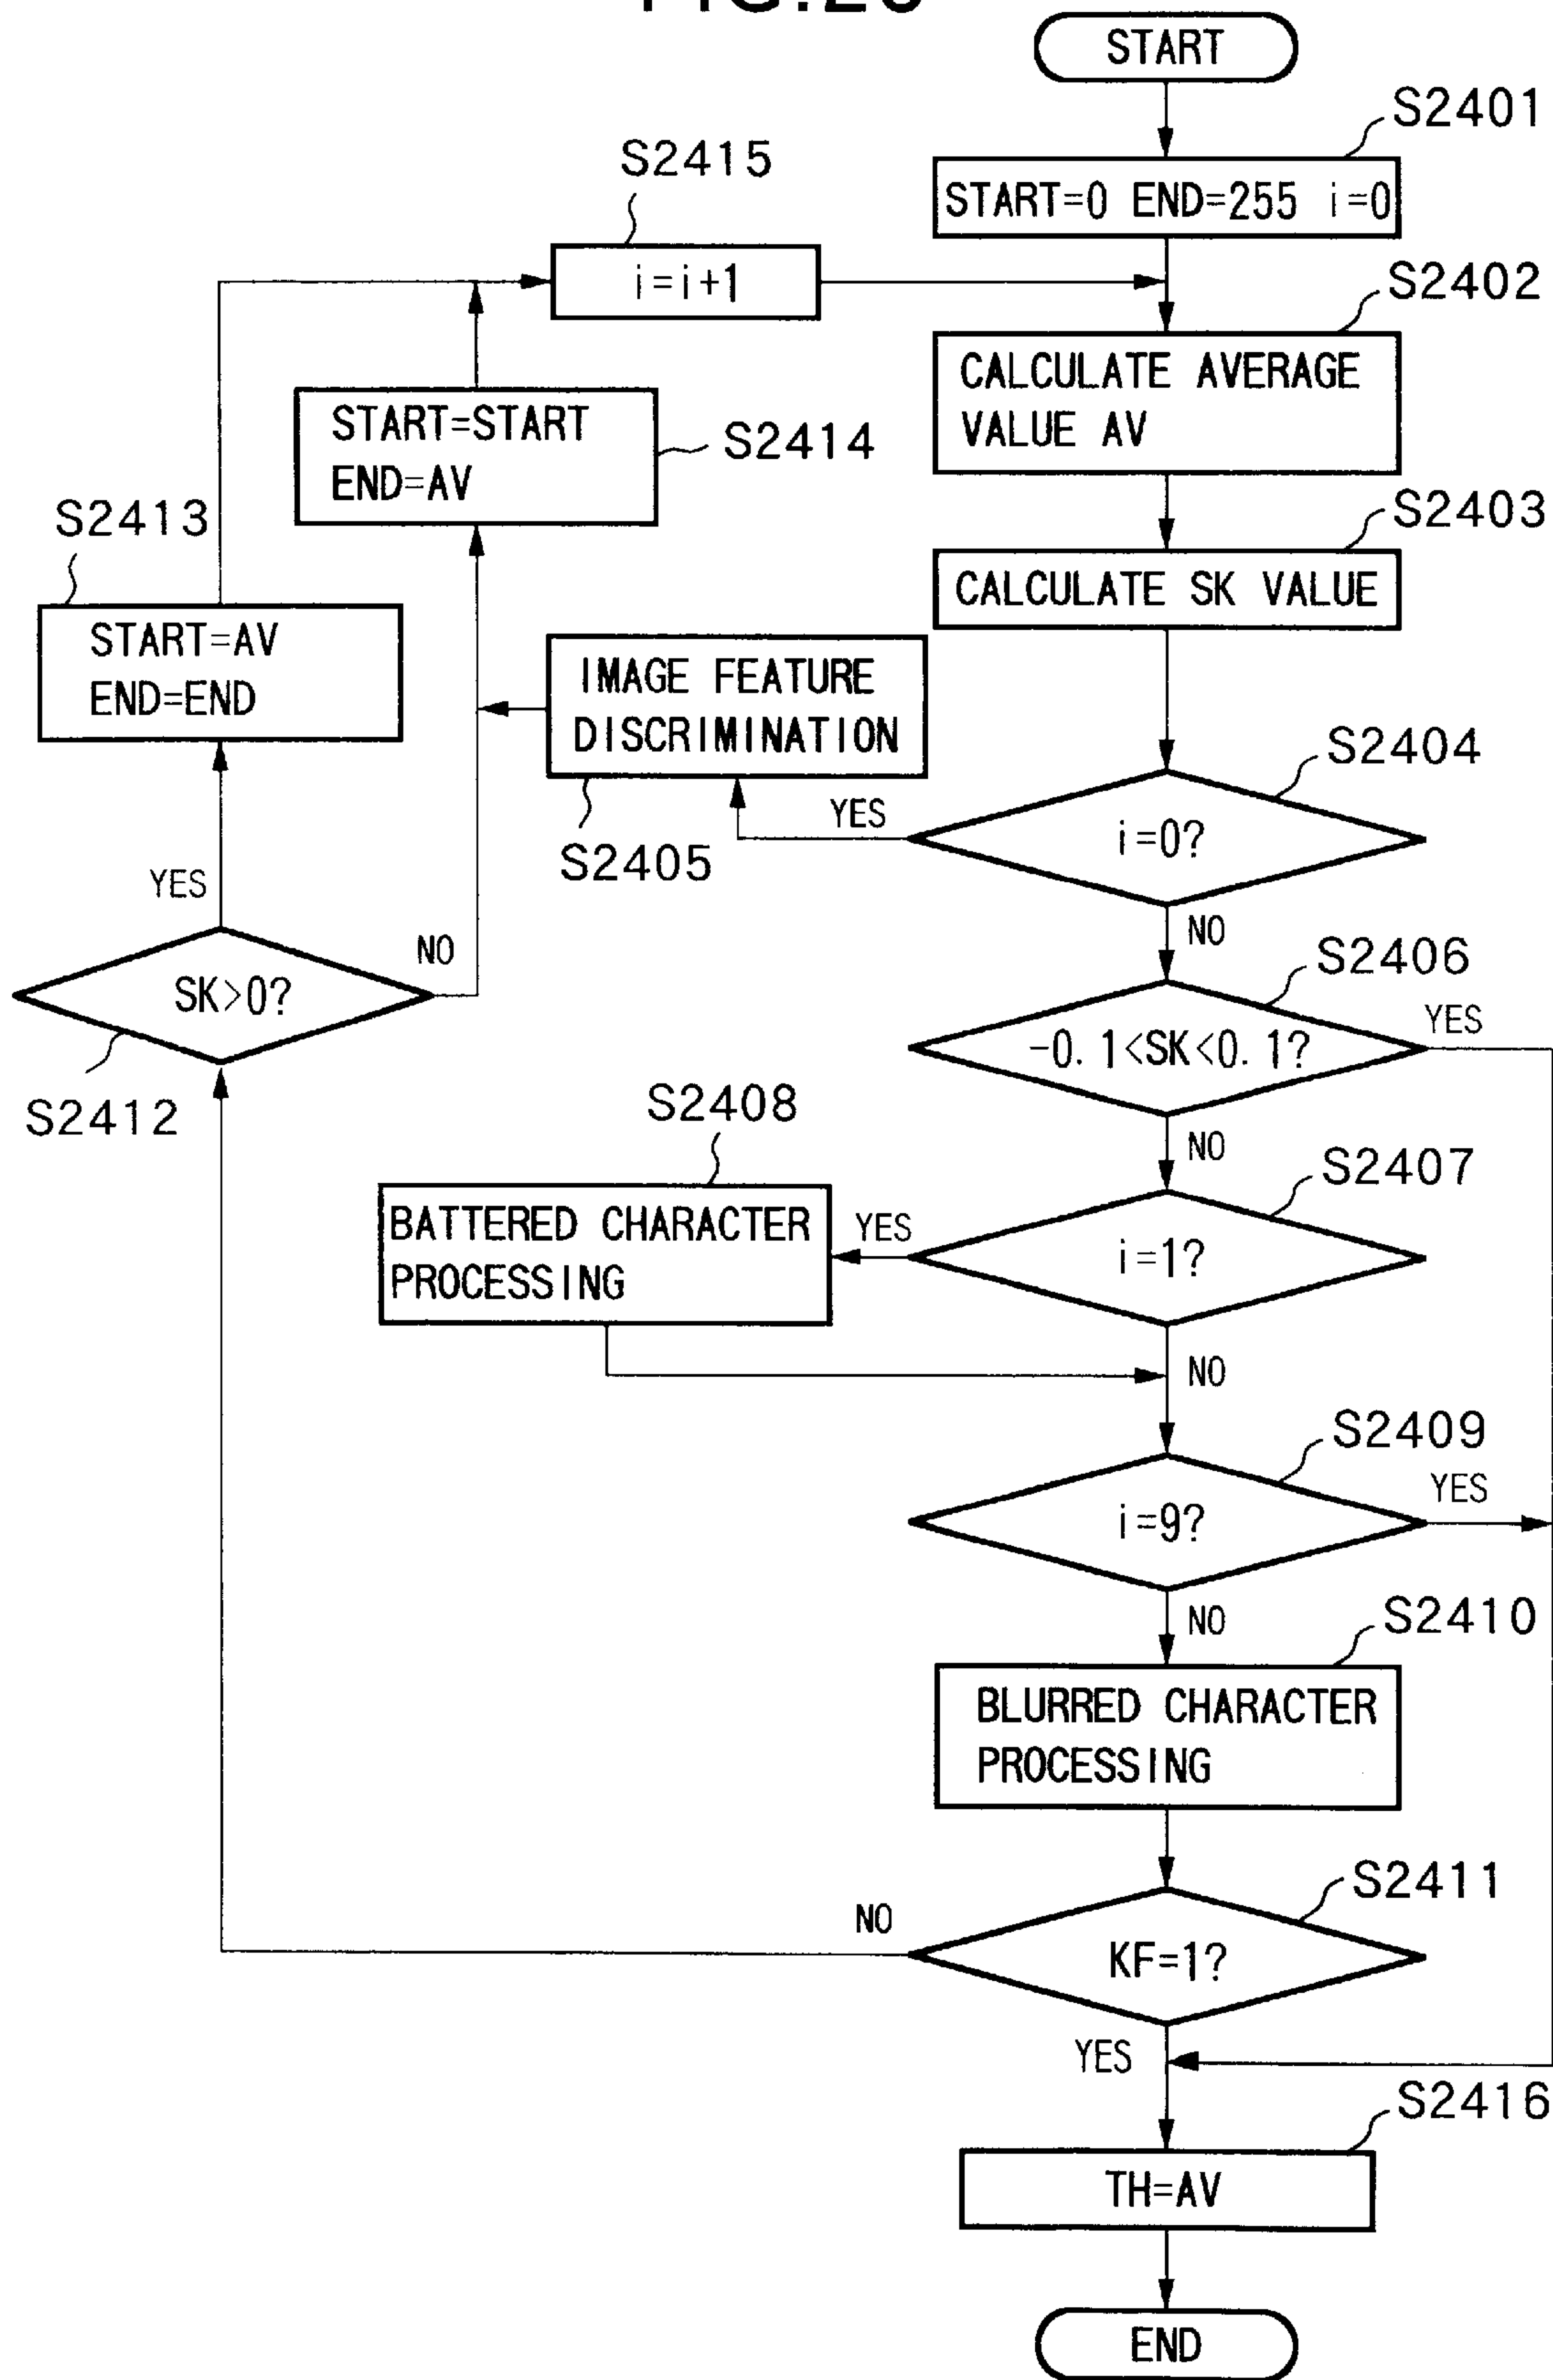 START
S2401
START=0 END=255 i=0
S2415
i=i+1
S2402
CALCULATE AVERAGE
VALUE AV
START=START
END=AV
S2414
S2413
START=AV
END=END
S2403
CALCULATE SK VALUE
IMAGE FEATURE
DISCRIMINATION
S2405
S2404
i=0?
YES
NO
YES
SK>0?
NO
S2412
S2406
-0.1<SK<0.1?
YES
NO
S2408
BATTERED CHARACTER
PROCESSING
S2407
YES
i=1?
NO
S2409
i=9?
YES
NO
S2410
BLURRED CHARACTER
PROCESSING
S2411
NO
KF=1?
YES
S2416
TH=AV
END